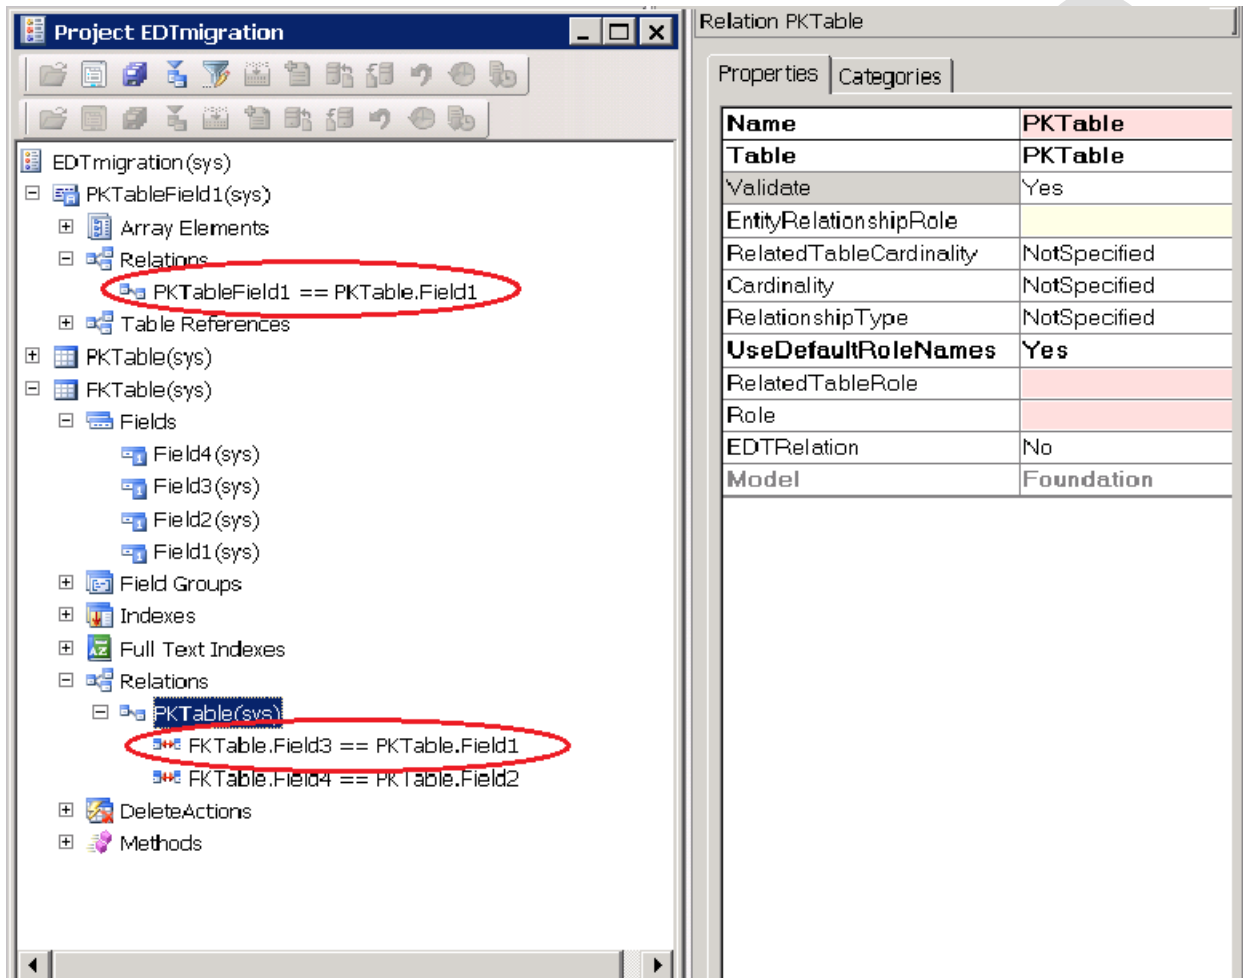 Project EDTmigration
EDTmigration(sys)
PKTableField1(sys)
Array Elements
Relations
PKTableField1 == PKTable.Field1
Table References
PKTable(sys)
FKTable(sys)
Fields
Field4(sys)
Field3(sys)
Field2(sys)
Field1(sys)
Field Groups
Indexes
Full Text Indexes
Relations
PKTable(sys)
FKTable.Field3 == PKTable.Field1
FKTable.Field4 == PKTable.Field2
DeleteActions
Methods
Relation PKTable
Properties Categories
Name PKTable
Table PKTable
Validate Yes
EntityRelationshipRole
RelatedTableCardinality NotSpecified
Cardinality NotSpecified
RelationshipType NotSpecified
UseDefaultRoleNames Yes
RelatedTableRole
Role
EDTRelation No
Model Foundation